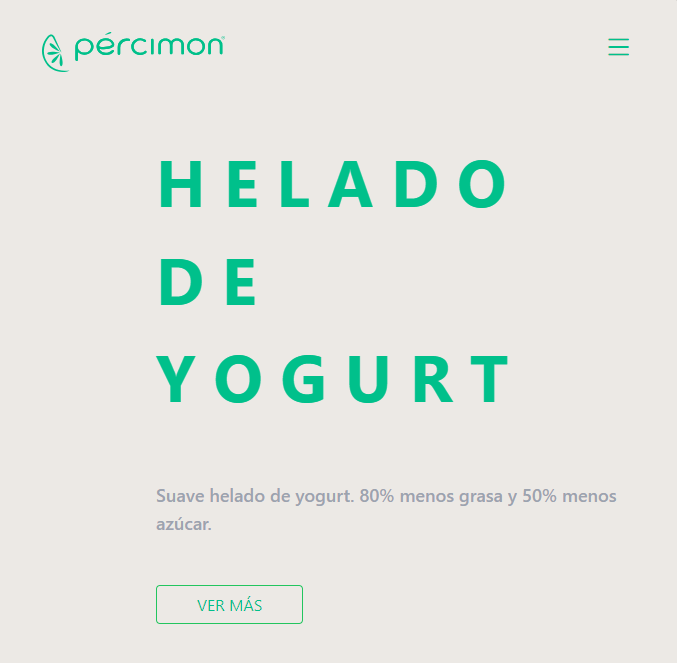 pércimon
HELADO
DE
YOGURT
Suave helado de yogurt. 80% menos grasa y 50% menos
azúcar.
VER MÁS